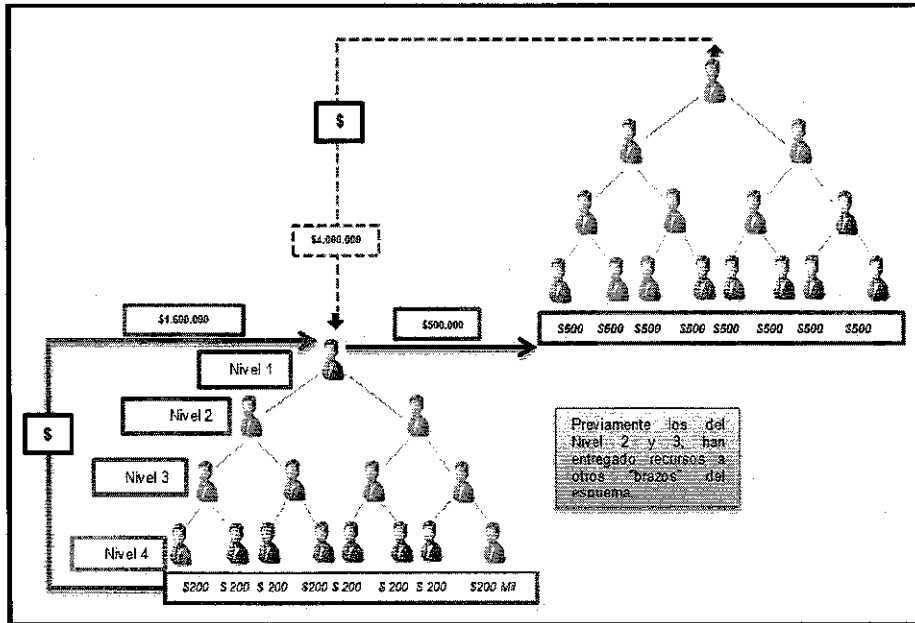 $
$4,000,000
$1.600.000
$500.000
$500 $500 $500 $500 $500 $500 $500 $500
Nivel 1
Nivel 2
$
Nivel 3
Nivel 4
Previamente los del
Nivel 2 y 3, han
entregado recursos a
otros "brazos" del
esquema.
$200 $200 $200 $200 $200 $200 $200 $200 Mil